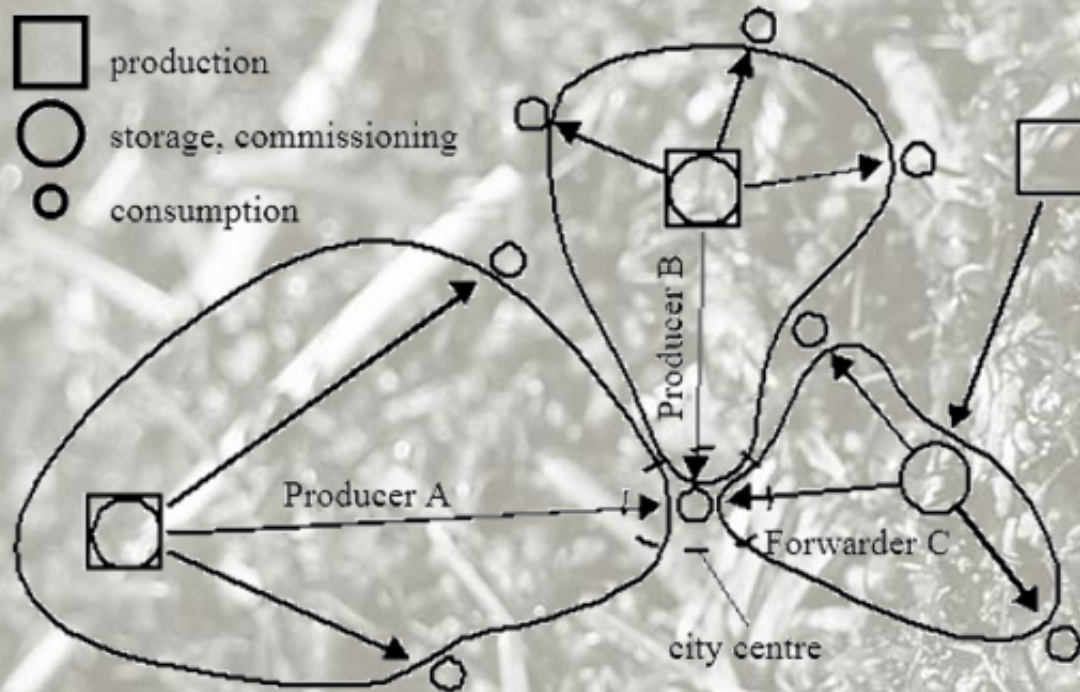 production
storage, commissioning
consumption
Producer B
Producer A
Forwarder C
city centre